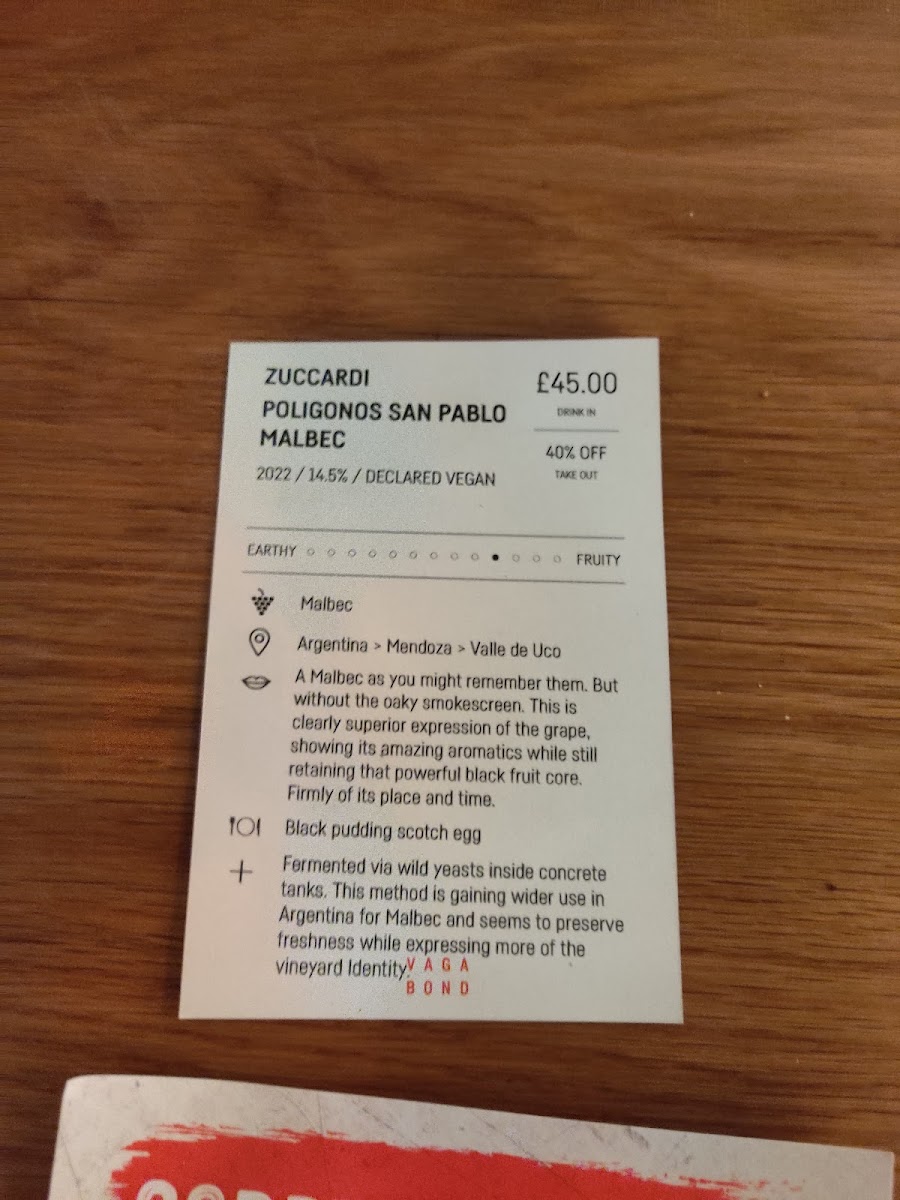 ZUCCARDI
POLIGONOS SAN PABLO
MALBEC
2022 / 14.5% / DECLARED VEGAN
£45.00
DRINK IN
40% OFF
TAKE OUT
EARTHY FRUITY
Malbec
Argentina > Mendoza > Valle de Uco
A Malbec as you might remember them. But
without the oaky smokescreen. This is
clearly superior expression of the grape,
showing its amazing aromatics while still
retaining that powerful black fruit core.
Firmly of its place and time.
Black pudding scotch egg
Fermented via wild yeasts inside concrete
tanks. This method is gaining wider use in
Argentina for Malbec and seems to preserve
freshness while expressing more of the
vineyard Identity.
VAGA
BOND